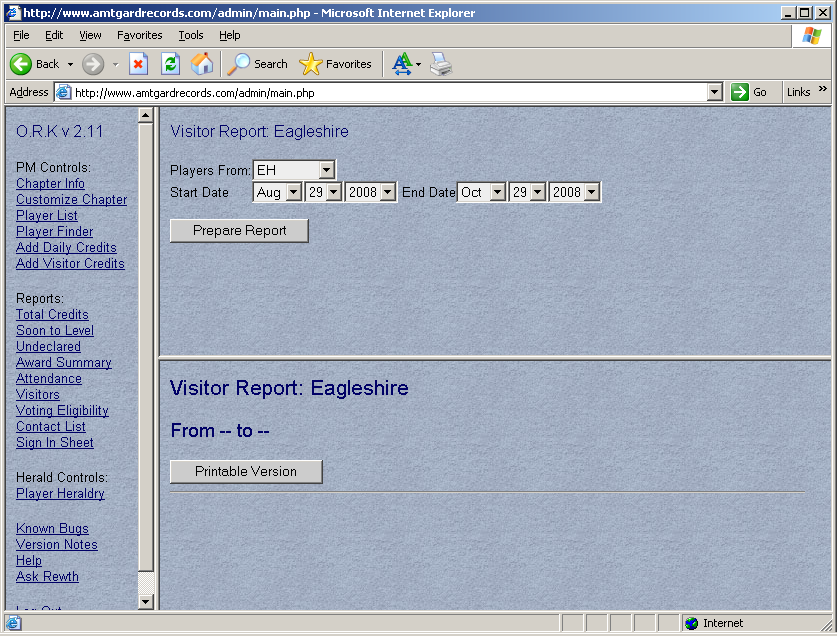 http://www.amtgardrecords.com/admin/main.php - Microsoft Internet Explorer
File Edit View Favorites Tools Help
Back Search Favorites
Address http://www.amtgardrecords.com/admin/main.php Go Links »
O.R.K v 2.11
PM Controls:
Chapter Info
Customize Chapter
Player List
Player Finder
Add Daily Credits
Add Visitor Credits
Reports:
Total Credits
Soon to Level
Undeclared
Award Summary
Attendance
Visitors
Voting Eligibility
Contact List
Sign In Sheet
Herald Controls:
Player Heraldry
Known Bugs
Version Notes
Help
Ask Rewth
Log Out
Visitor Report: Eagleshire
Players From: EH
Start Date Aug 29 2008 End Date Oct 29 2008
Prepare Report
Visitor Report: Eagleshire
From -- to --
Printable Version
Internet